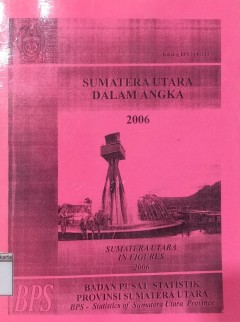 SUMATERA UTARA
DALAM ANGKA
2006
SUMATERA UTARA
IN FIGURES
2006
BPS
BADAN PUSAT STATISTIK
PROVINSI SUMATERA UTARA
BPS - Statistics of Sumatera Utara Province